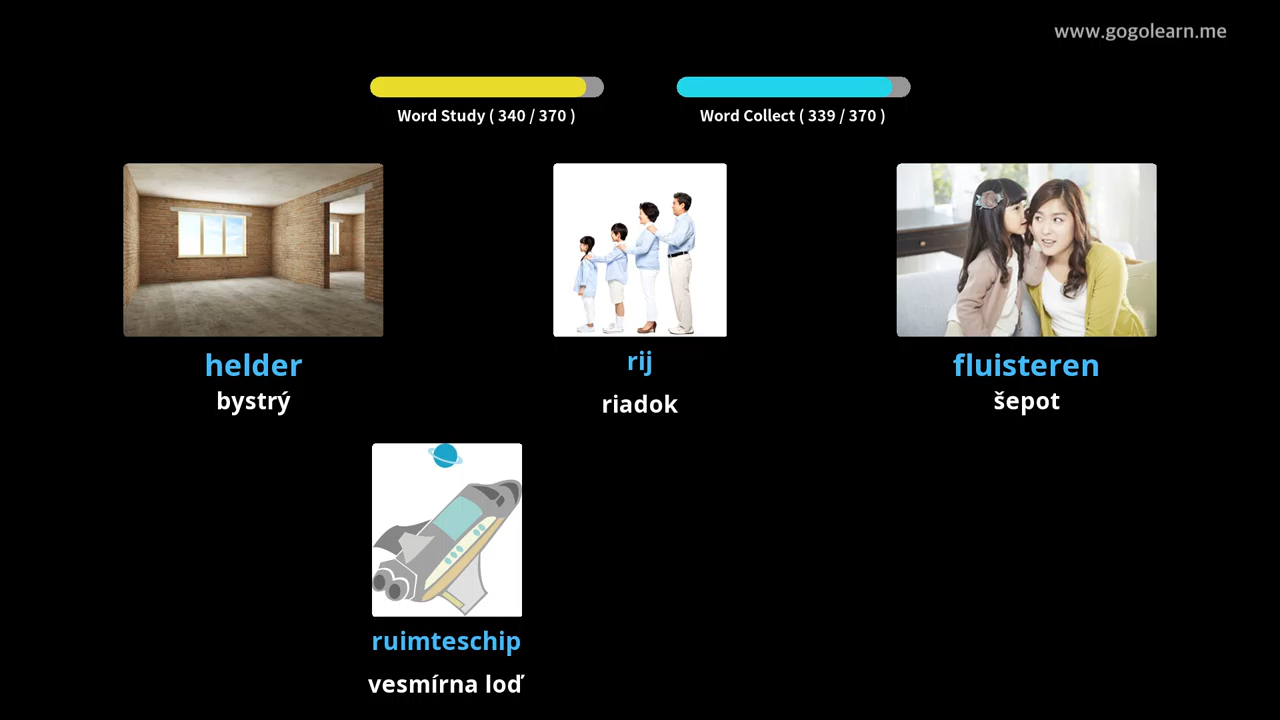 www.gogolearn.me
Word Study ( 340 / 370 )
Word Collect ( 339 / 370 )
helder
bystrý
rij
riadok
fluisteren
šepot
ruimteschip
vesmírna loď